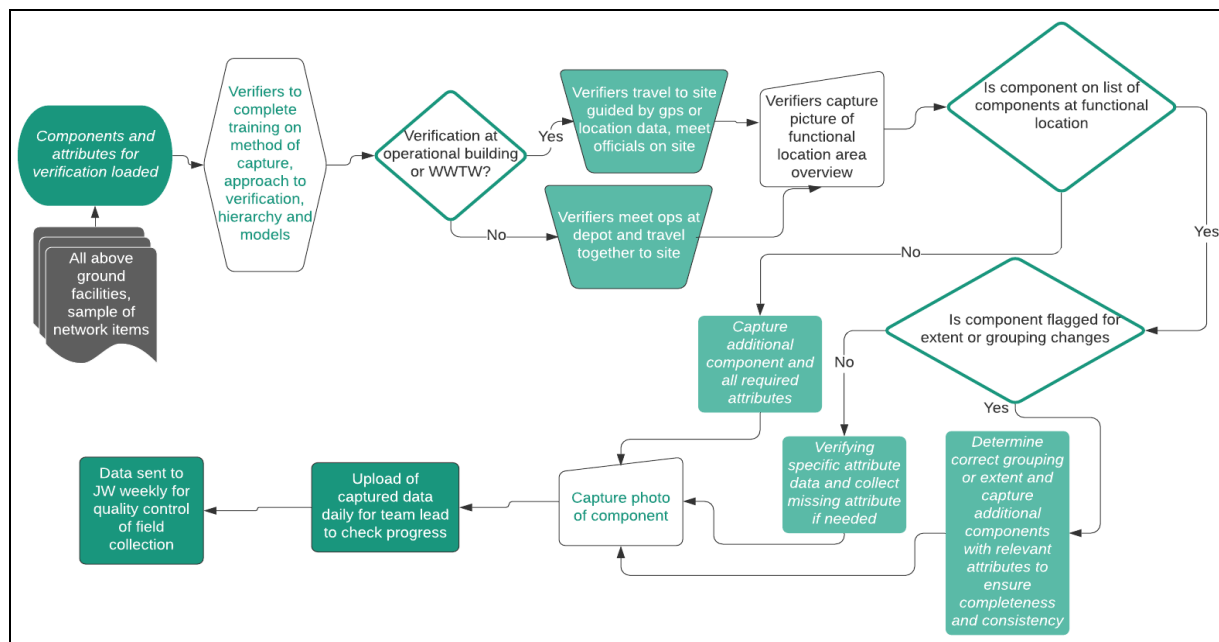 Components and
attributes for
verification loaded
All above
ground
facilities,
sample of
network items
Verifiers to
complete
training on
method of
capture,
approach to
verification,
hierarchy and
models
Verification at
operational building
or WWTW?
Yes
No
Verifiers travel to site
guided by gps or
location data, meet
officials on site
Verifiers meet ops at
depot and travel
together to site
Verifiers capture
picture of
functional
location area
overview
Is component on list of
components at functional
location
Yes
No
Is component flagged for
extent or grouping changes
No
Yes
Capture
additional
component and
all required
attributes
Verifying
specific attribute
data and collect
missing attribute
if needed
Determine
correct grouping
or extent and
capture
additional
components
with relevant
attributes to
ensure
completeness
and consistency
Capture photo
of component
Upload of
captured data
daily for team lead
to check progress
Data sent to
JW weekly for
quality control
of field
collection